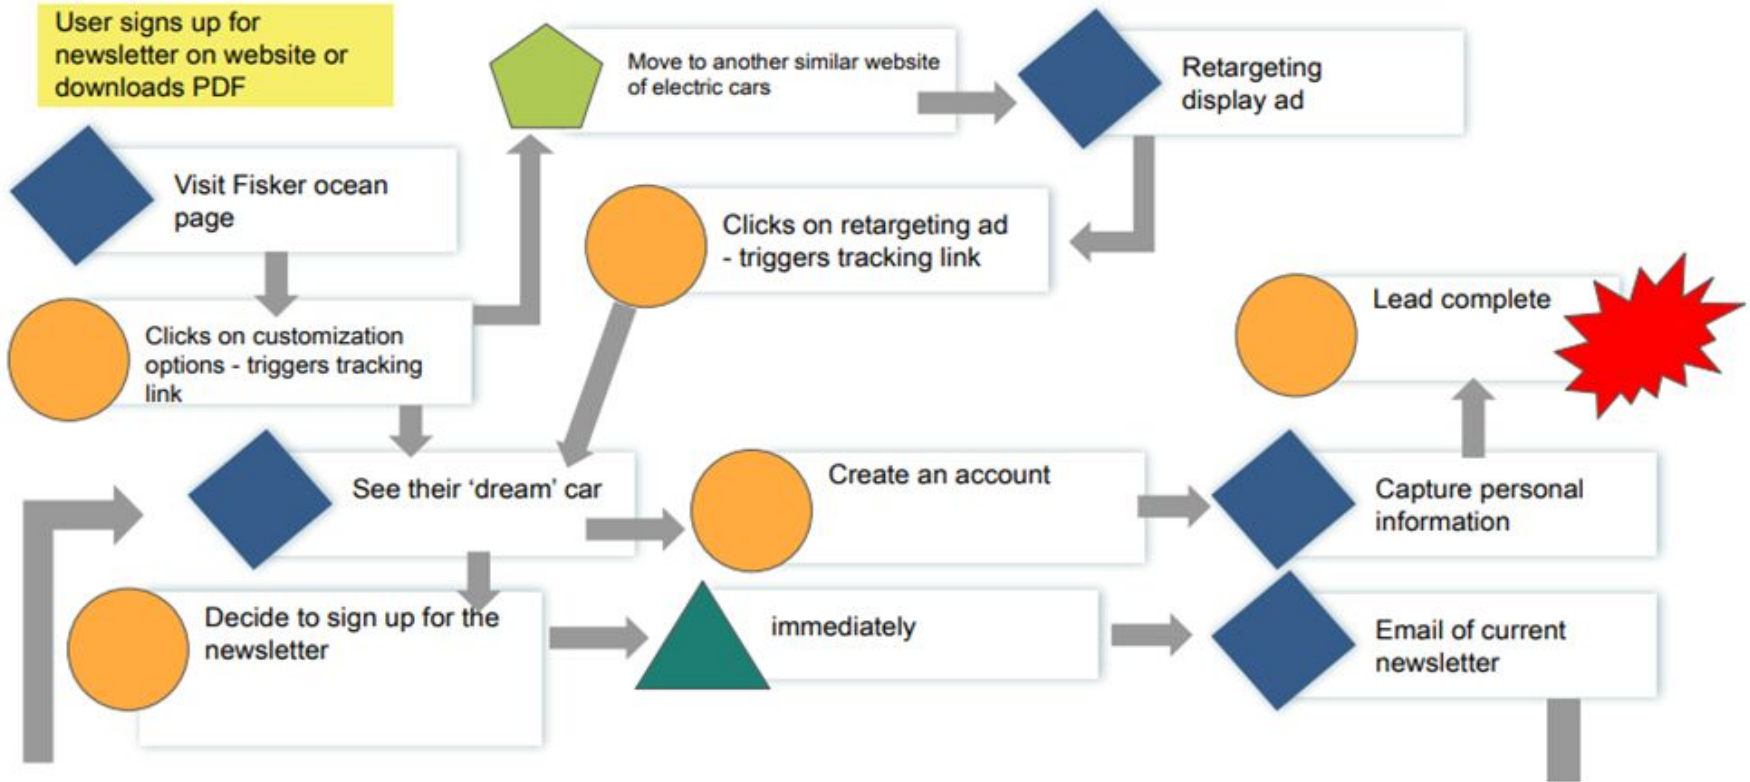 User signs up for
newsletter on website or
downloads PDF
Move to another similar website
of electric cars
Retargeting
display ad
Visit Fisker ocean
page
Clicks on retargeting ad
- triggers tracking link
Lead complete
Clicks on customization
options - triggers tracking
link
See their ‘dream’ car
Create an account
Capture personal
information
Decide to sign up for the
newsletter
immediately
Email of current
newsletter